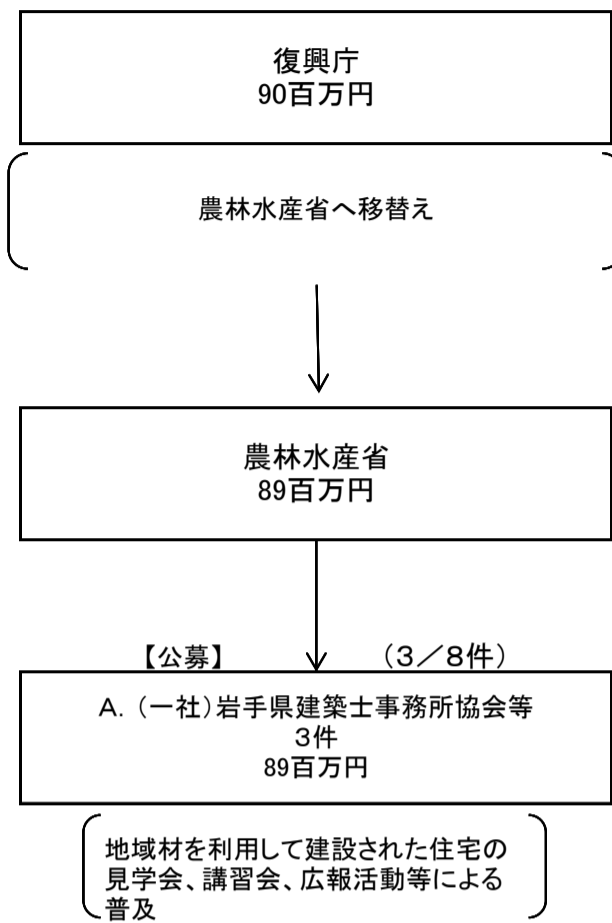 復興庁
90百万円
農林水産省へ移替え
農林水産省
89百万円
【公募】 （3／8件）
A.（一社）岩手県建築士事務所協会等
3件
89百万円
地域材を利用して建設された住宅の
見学会、講習会、広報活動等による
普及